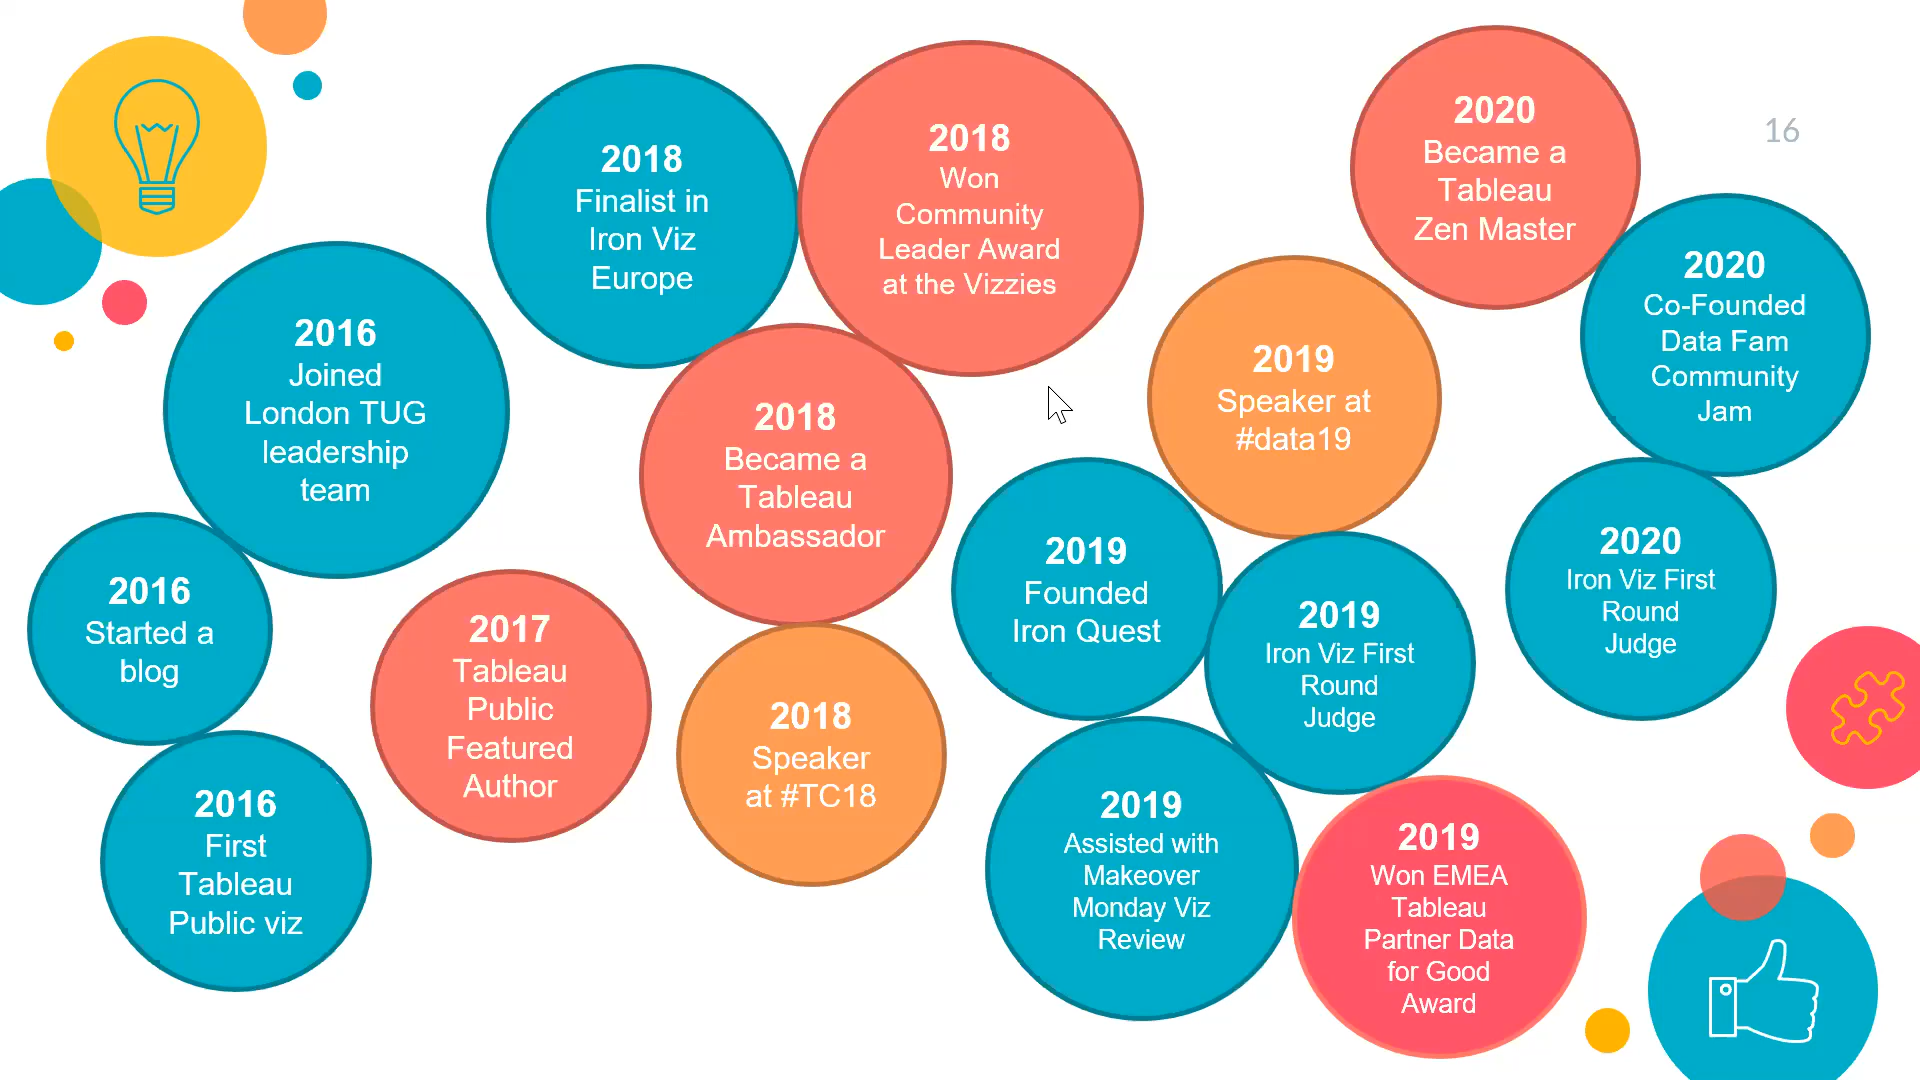 16
2016
First
Tableau
Public viz
2016
Started a
blog
2016
Joined
London TUG
leadership
team
2017
Tableau
Public
Featured
Author
2018
Finalist in
Iron Viz
Europe
2018
Won
Community
Leader Award
at the Vizzies
2018
Became a
Tableau
Ambassador
2018
Speaker
at #TC18
2019
Speaker at
#data19
2019
Founded
Iron Quest
2019
Iron Viz First
Round
Judge
2019
Assisted with
Makeover
Monday Viz
Review
2019
Won EMEA
Tableau
Partner Data
for Good
Award
2020
Became a
Tableau
Zen Master
2020
Co-Founded
Data Fam
Community
Jam
2020
Iron Viz First
Round
Judge